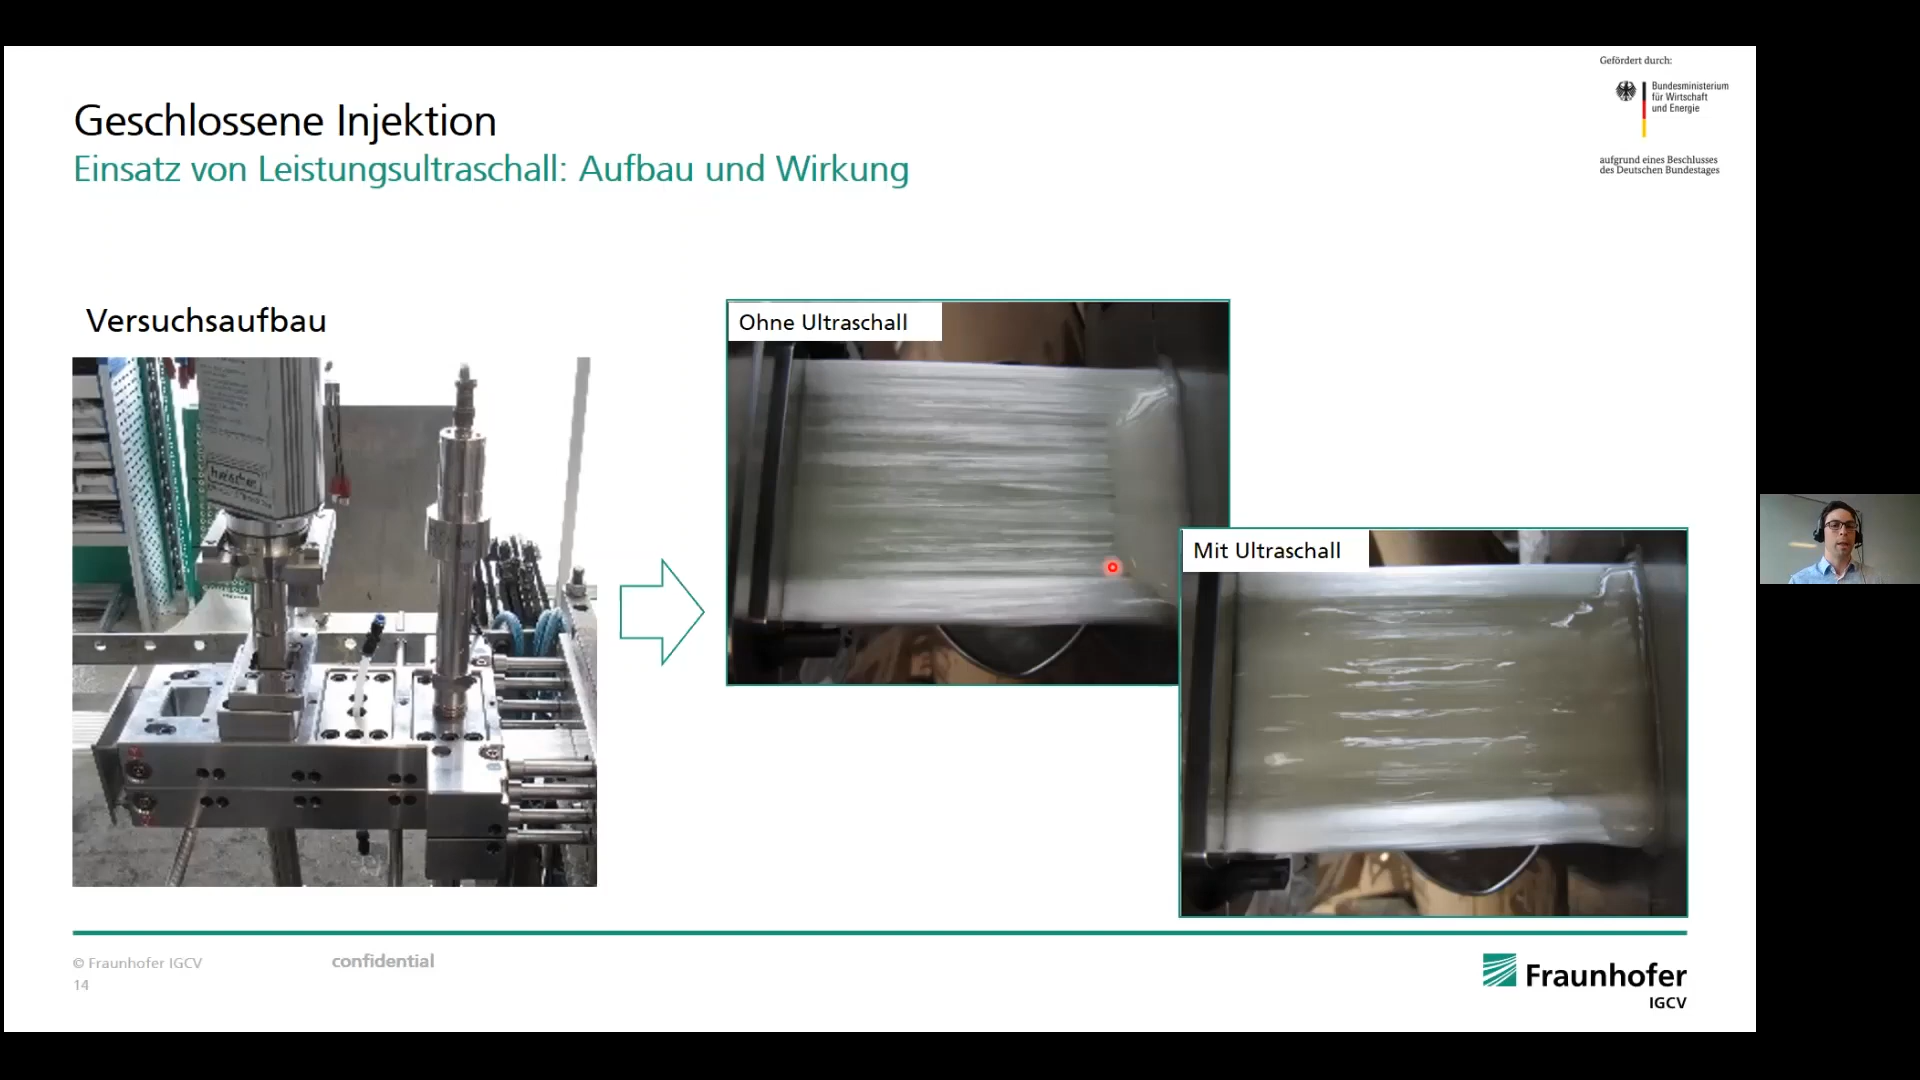 Gefördert durch:
Bundesministerium
für Wirtschaft
und Energie
aufgrund eines Beschlusses
des Deutschen Bundestages
Geschlossene Injektion
Einsatz von Leistungsultraschall: Aufbau und Wirkung
Versuchsaufbau
Ohne Ultraschall
Mit Ultraschall
hielscher
© Fraunhofer IGCV
confidential
14
Fraunhofer
IGCV